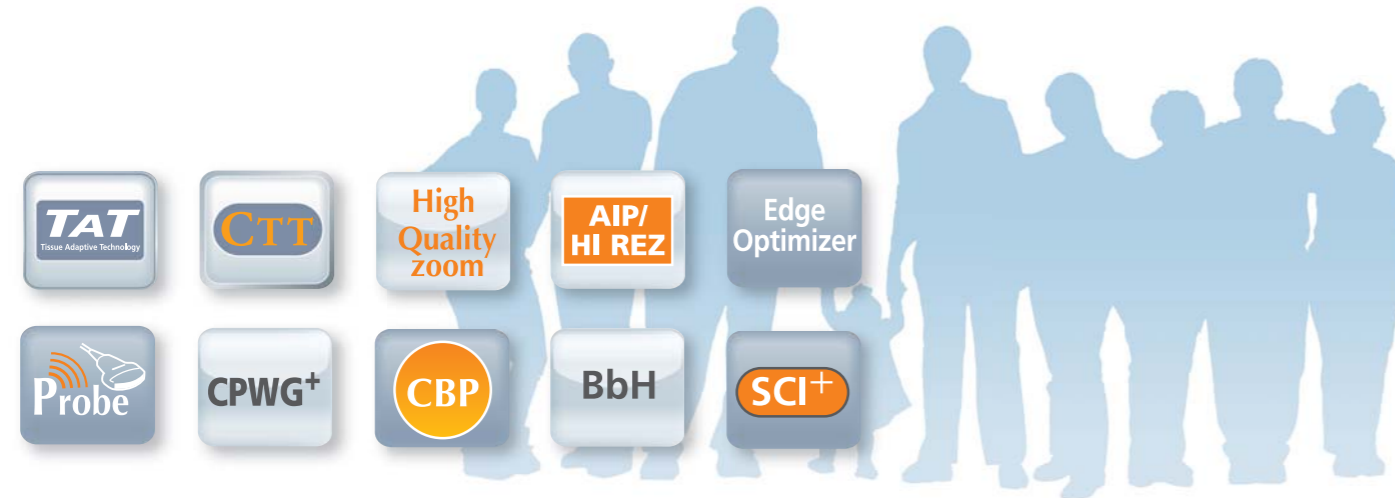 TAT
Tissue Adaptive Technology
CTT
High
Quality
zoom
AIP/
HI REZ
Edge
Optimizer
Probe
CPWG+
CBP
BbH
SCI+